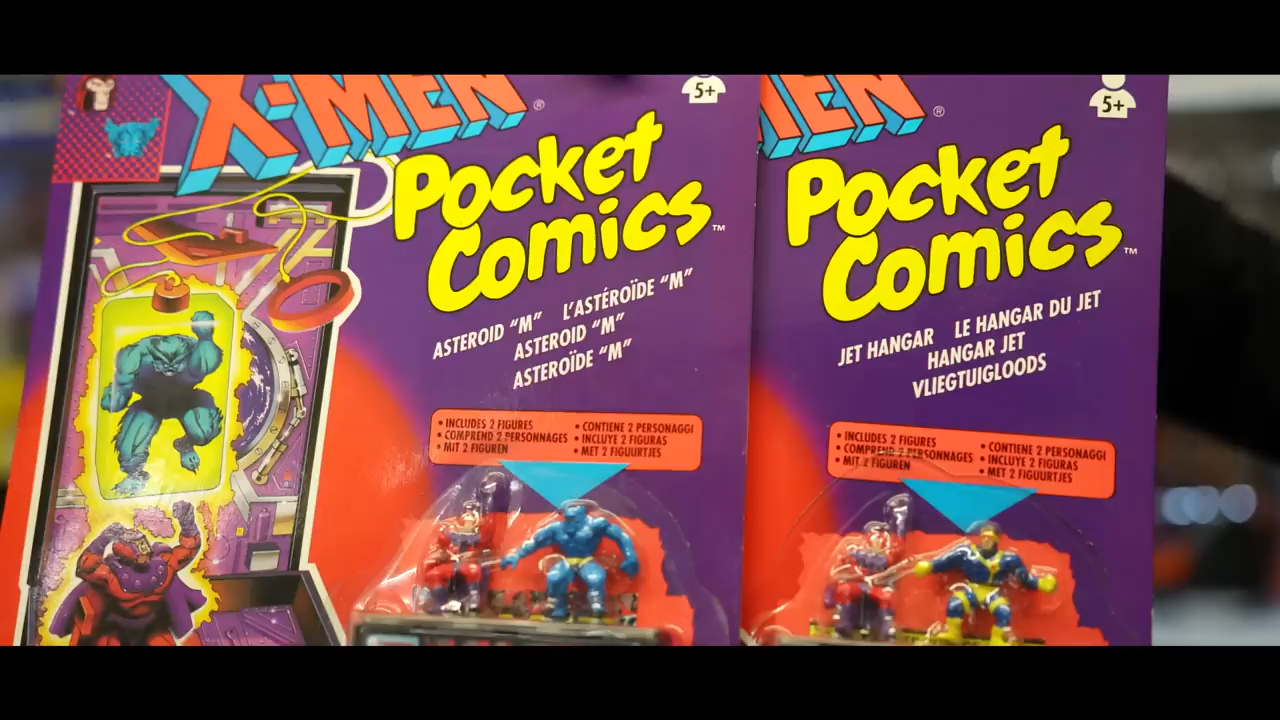 X-MEN®
5+
Pocket
Comics™
ASTEROID "M" L'ASTÉROÏDE "M"
ASTEROID "M"
ASTEROÏDE "M"
• INCLUDES 2 FIGURES • CONTIENE 2 PERSONAGGI
• COMPREND 2 PERSONNAGES • INCLUYE 2 FIGURAS
• MIT 2 FIGUREN • MET 2 FIGUURTJES
MEN®
5+
Pocket
Comics™
JET HANGAR LE HANGAR DU JET
HANGAR JET
VLIEGTUIGLOODS
• INCLUDES 2 FIGURES • CONTIENE 2 PERSONAGGI
• COMPREND 2 PERSONNAGES • INCLUYE 2 FIGURAS
• MIT 2 FIGUREN • MET 2 FIGUURTJES